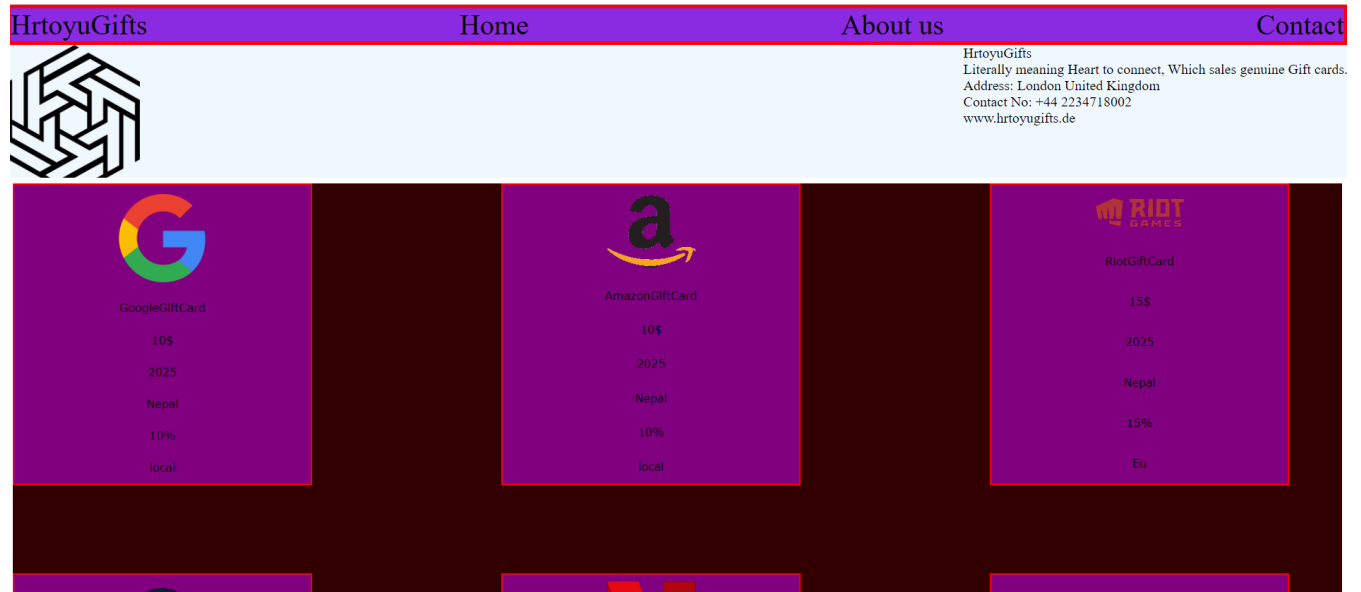 HrtoyuGifts Home About us Contact
HrtoyuGifts
Literally meaning Heart to connect, Which sales genuine Gift cards.
Address: London United Kingdom
Contact No: +44 2234718002
www.hrtoyugifts.de
GoogleGiftCard
10$
2025
Nepal
10%
local
a
AmazonGiftCard
10$
2025
Nepal
10%
local
RIOT
GAMES
RiotGiftCard
15$
2025
Nepal
15%
Eu